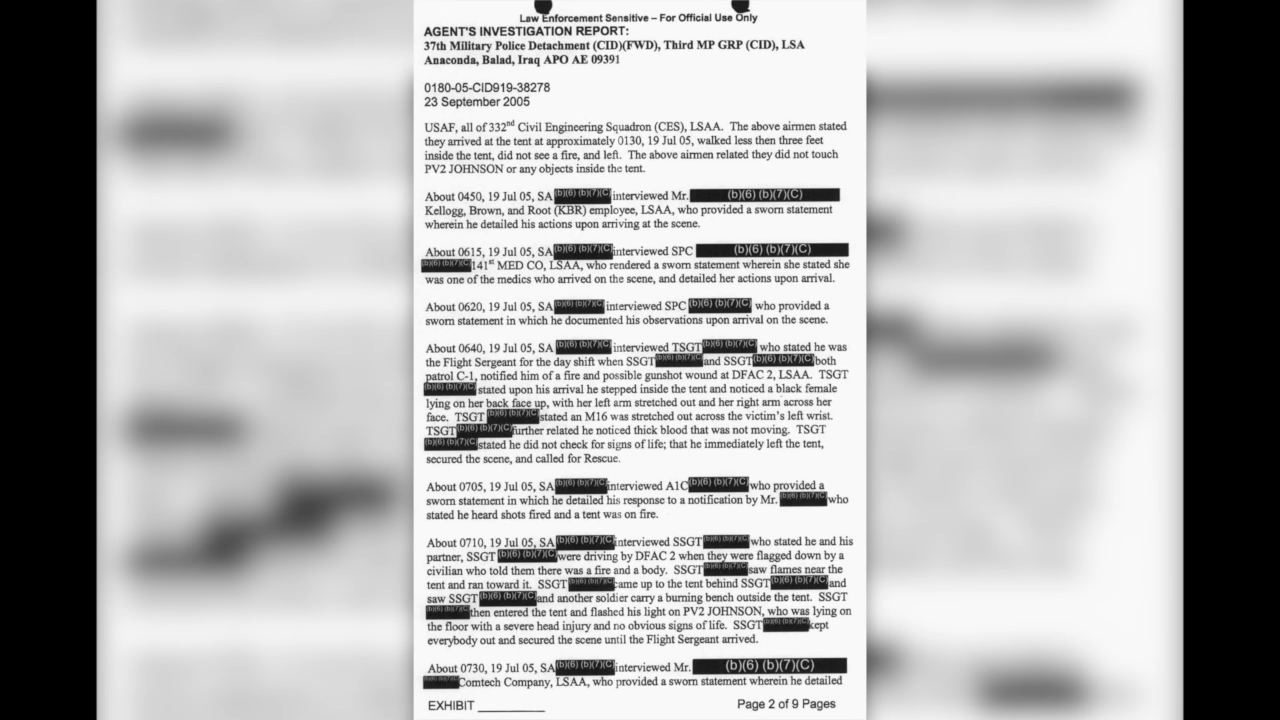 Law Enforcement Sensitive – For Official Use Only
AGENT'S INVESTIGATION REPORT:
37th Military Police Detachment (CID)(FWD), Third MP GRP (CID), LSA
Anaconda, Balad, Iraq APO AE 09391
0180-05-CID919-38278
23 September 2005
USAF, all of 332nd Civil Engineering Squadron (CES), LSAA. The above airmen stated
they arrived at the tent at approximately 0130, 19 Jul 05, walked less then three feet
inside the tent, did not see a fire, and left. The above airmen related they did not touch
PV2 JOHNSON or any objects inside the tent.
About 0450, 19 Jul 05, SA (b)(6) (b)(7)(C) interviewed Mr. (b)(6) (b)(7)(C)
Kellogg, Brown, and Root (KBR) employee, LSAA, who provided a sworn statement
wherein he detailed his actions upon arriving at the scene.
About 0615, 19 Jul 05, SA (b)(6) (b)(7)(C) interviewed SPC (b)(6) (b)(7)(C)
(b)(6) (b)(7)(C) 141st MED CO, LSAA, who rendered a sworn statement wherein she stated she
was one of the medics who arrived on the scene, and detailed her actions upon arrival.
About 0620, 19 Jul 05, SA (b)(6) (b)(7)(C) interviewed SPC (b)(6) (b)(7)(C) who provided a
sworn statement in which he documented his observations upon arrival on the scene.
About 0640, 19 Jul 05, SA (b)(6) (b)(7)(C) interviewed TSGT (b)(6) (b)(7)(C) who stated he was
the Flight Sergeant for the day shift when SSGT (b)(6) (b)(7)(C) and SSGT (b)(6) (b)(7)(C) both
patrol C-1, notified him of a fire and possible gunshot wound at DFAC 2, LSAA. TSGT
(b)(6) (b)(7)(C) stated upon his arrival he stepped inside the tent and noticed a black female
lying on her back face up, with her left arm stretched out and her right arm across her
face. TSGT (b)(6) (b)(7)(C) stated an M16 was stretched out across the victim's left wrist.
TSGT (b)(6) (b)(7)(C) further related he noticed thick blood that was not moving. TSGT
(b)(6) (b)(7)(C) stated he did not check for signs of life; that he immediately left the tent,
secured the scene, and called for Rescue.
About 0705, 19 Jul 05, SA (b)(6) (b)(7)(C) interviewed A1C (b)(6) (b)(7)(C) who provided a
sworn statement in which he detailed his response to a notification by Mr. (b)(6) (b)(7)(C) who
stated he heard shots fired and a tent was on fire.
About 0710, 19 Jul 05, SA (b)(6) (b)(7)(C) interviewed SSGT (b)(6) (b)(7)(C) who stated he and his
partner, SSGT (b)(6) (b)(7)(C) were driving by DFAC 2 when they were flagged down by a
civilian who told them there was a fire and a body. SSGT (b)(6) (b)(7)(C) saw flames near the
tent and ran toward it. SSGT (b)(6) (b)(7)(C) came up to the tent behind SSGT (b)(6) (b)(7)(C) and
saw SSGT (b)(6) (b)(7)(C) and another soldier carry a burning bench outside the tent. SSGT
(b)(6) (b)(7)(C) then entered the tent and flashed his light on PV2 JOHNSON, who was lying on
the floor with a severe head injury and no obvious signs of life. SSGT (b)(6) (b)(7)(C) kept
everybody out and secured the scene until the Flight Sergeant arrived.
About 0730, 19 Jul 05, SA (b)(6) (b)(7)(C) interviewed Mr. (b)(6) (b)(7)(C)
(b)(6) (b)(7)(C) Comtech Company, LSAA, who provided a sworn statement wherein he detailed
EXHIBIT ________ Page 2 of 9 Pages